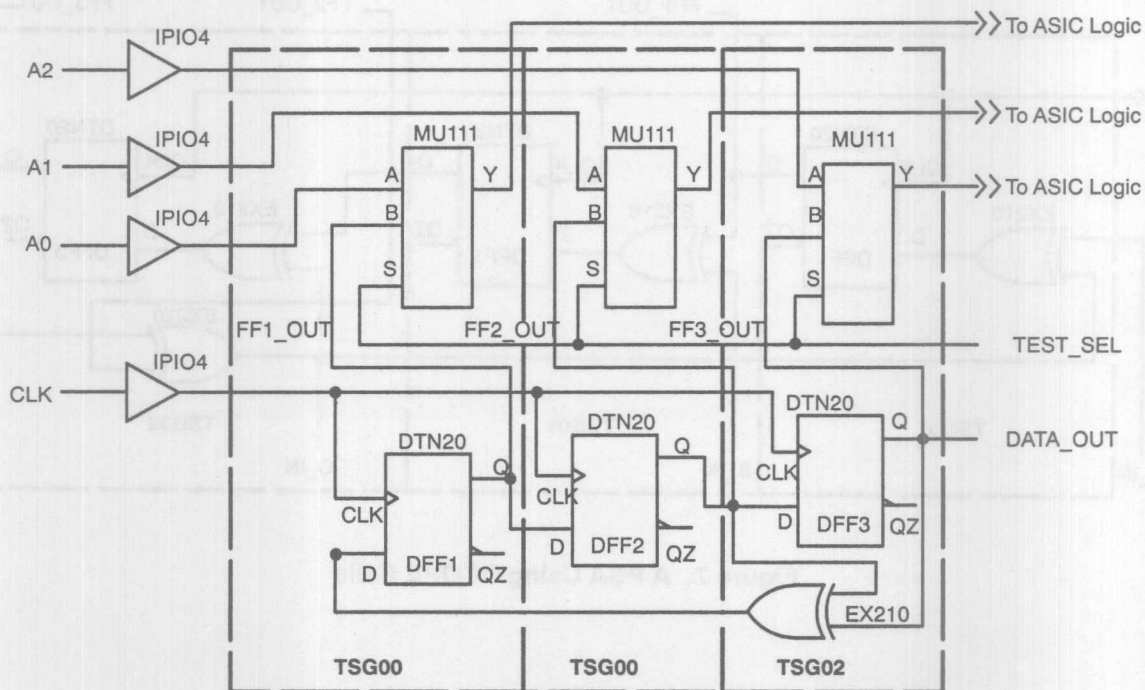 To ASIC Logic
IPIO4
A2
IPIO4
A1
IPIO4
A0
MU111
A
B
S
Y
MU111
A
B
S
Y
To ASIC Logic
MU111
A
B
S
Y
To ASIC Logic
FF1_OUT
FF2_OUT
FF3_OUT
TEST_SEL
IPIO4
CLK
DTN20
Q
CLK
D
DFF1
QZ
DTN20
Q
CLK
D
DFF2
QZ
DTN20
Q
CLK
D
DFF3
QZ
DATA_OUT
EX210
TSG00
TSG00
TSG02